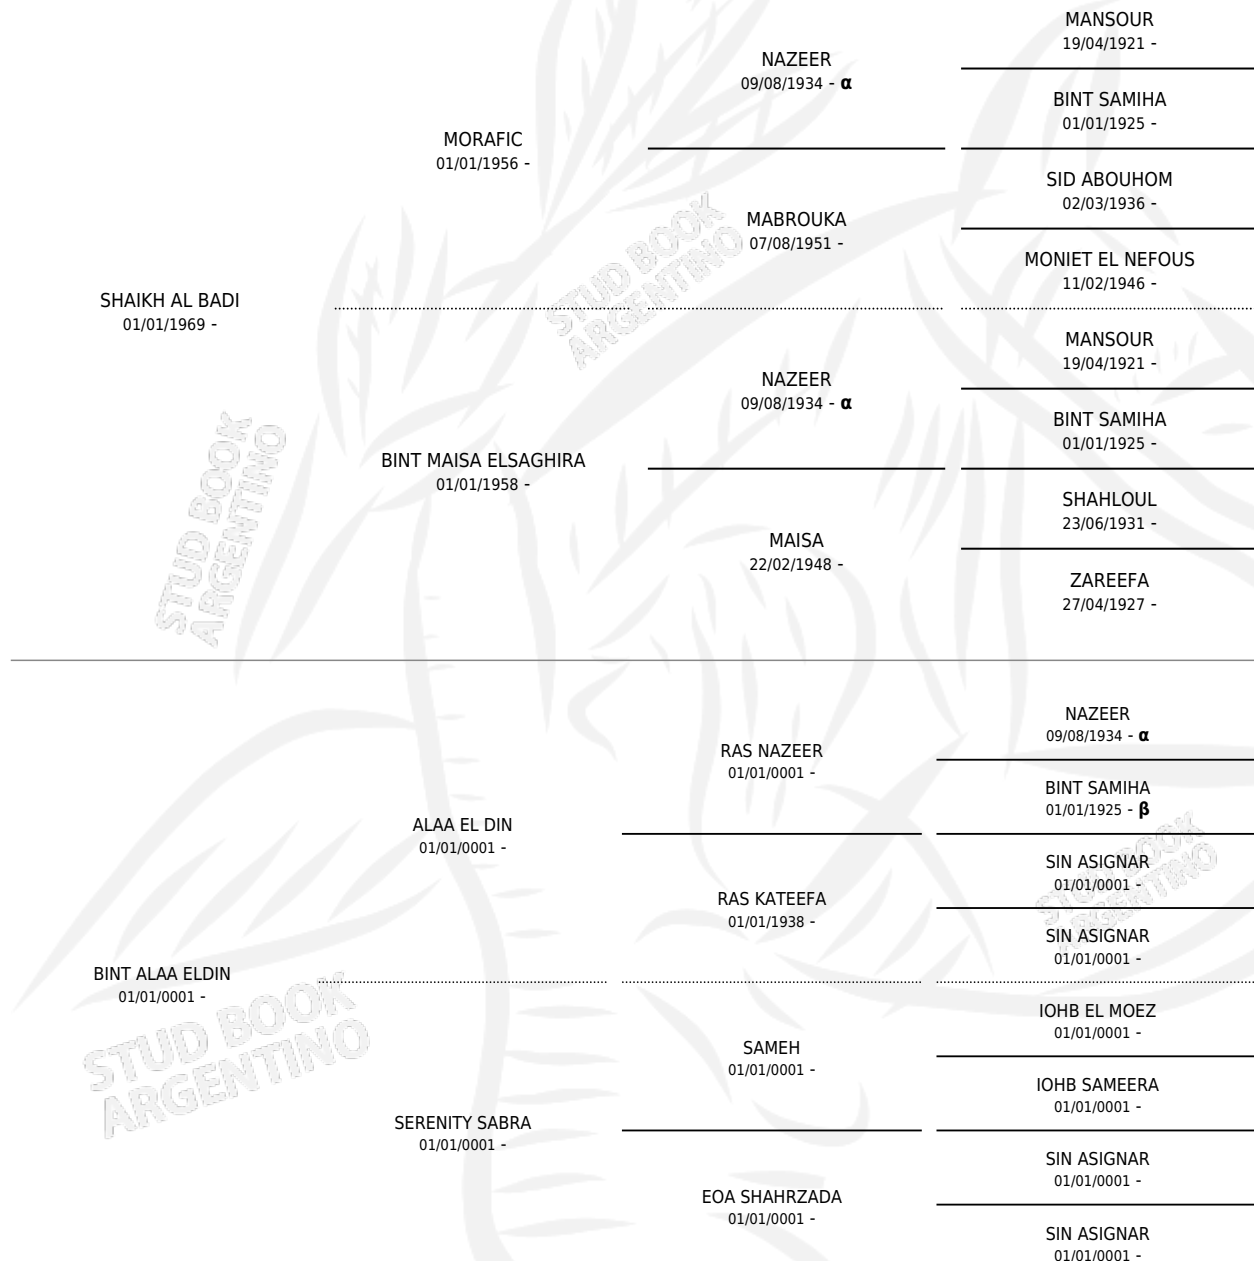 MANSOUR
19/04/1921 -
NAZEER
09/08/1934 - α
BINT SAMIHA
01/01/1925 -
MORAFIC
01/01/1956 -
SID ABOUHOM
02/03/1936 -
MABROUKA
07/08/1951 -
MONIET EL NEFOUS
11/02/1946 -
SHAIKH AL BADI
01/01/1969 -
MANSOUR
19/04/1921 -
NAZEER
09/08/1934 - α
BINT SAMIHA
01/01/1925 -
BINT MAISA ELSAGHIRA
01/01/1958 -
SHAHLOUL
23/06/1931 -
MAISA
22/02/1948 -
ZAREEFA
27/04/1927 -
NAZEER
09/08/1934 - α
RAS NAZEER
01/01/0001 -
BINT SAMIHA
01/01/1925 - β
ALAA EL DIN
01/01/0001 -
SIN ASIGNAR
01/01/0001 -
RAS KATEEFA
01/01/1938 -
SIN ASIGNAR
01/01/0001 -
BINT ALAA ELDIN
01/01/0001 -
IOHB EL MOEZ
01/01/0001 -
SAMEH
01/01/0001 -
IOHB SAMEERA
01/01/0001 -
SERENITY SABRA
01/01/0001 -
SIN ASIGNAR
01/01/0001 -
EOA SHAHRZADA
01/01/0001 -
SIN ASIGNAR
01/01/0001 -
STUD BOOK
ARGENTINO
STUD BOOK
ARGENTINO
STUD BOOK
ARGENTINO
STUD BOOK
ARGENTINO